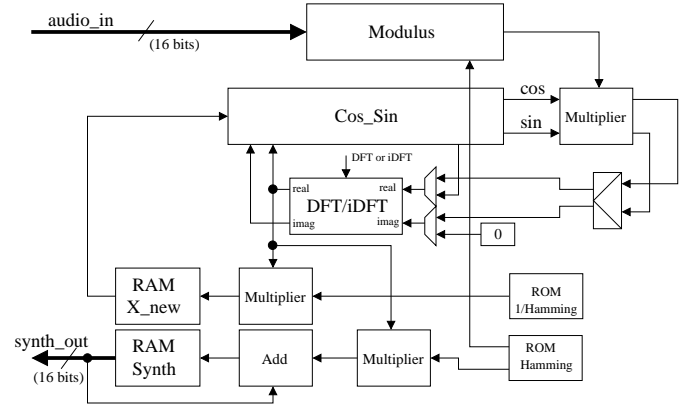 audio_in
(16 bits)
Modulus
Cos_Sin
cos
sin
Multiplier
DFT or iDFT
real
real
DFT/iDFT
imag
imag
0
RAM
X_new
Multiplier
ROM
1/Hamming
synth_out
(16 bits)
RAM
Synth
Add
Multiplier
ROM
Hamming